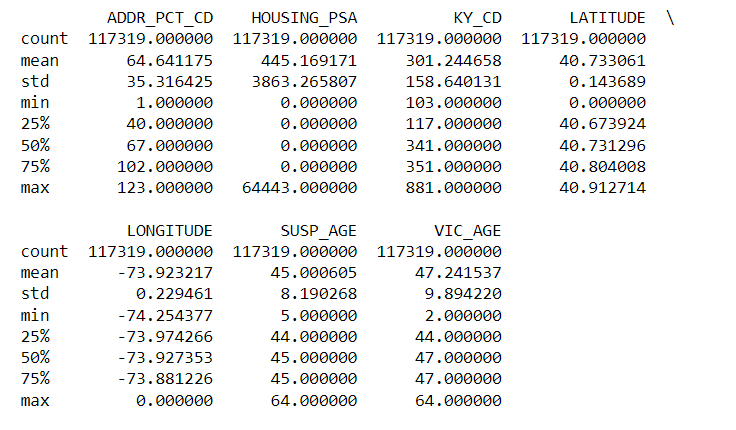 ADDR_PCT_CD HOUSING_PSA KY_CD LATITUDE \
count 117319.000000 117319.000000 117319.000000 117319.000000
mean 64.641175 445.169171 301.244658 40.733061
std 35.316425 3863.265807 158.640131 0.143689
min 1.000000 0.000000 103.000000 0.000000
25% 40.000000 0.000000 117.000000 40.673924
50% 67.000000 0.000000 341.000000 40.731296
75% 102.000000 0.000000 351.000000 40.804008
max 123.000000 64443.000000 881.000000 40.912714
LONGITUDE SUSP_AGE VIC_AGE
count 117319.000000 117319.000000 117319.000000
mean -73.923217 45.000605 47.241537
std 0.229461 8.190268 9.894220
min -74.254377 5.000000 2.000000
25% -73.974266 44.000000 44.000000
50% -73.927353 45.000000 47.000000
75% -73.881226 45.000000 47.000000
max 0.000000 64.000000 64.000000